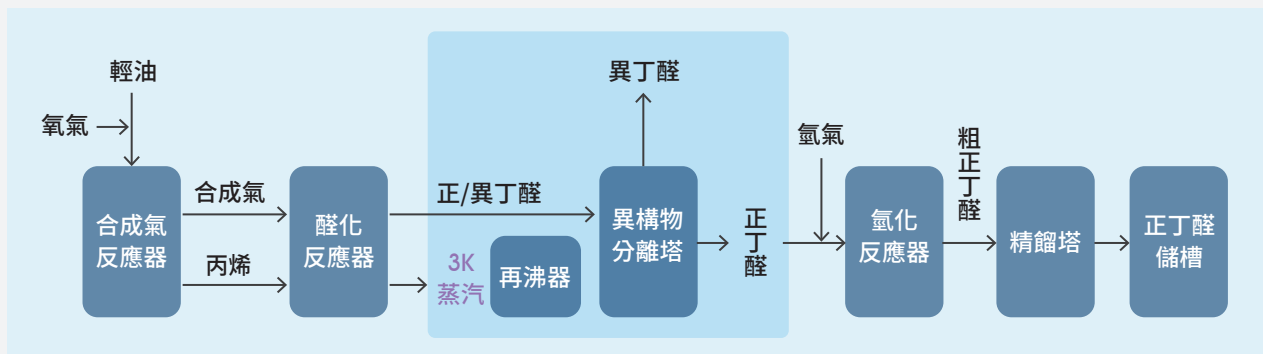 輕油
氧氣
合成氣
反應器
合成氣
丙烯
醛化
反應器
正/異丁醛
3K
蒸汽
再沸器
異丁醛
異構物
分離塔
正丁醛
氫氣
氫化
反應器
粗正丁醛
精餾塔
正丁醛
儲槽